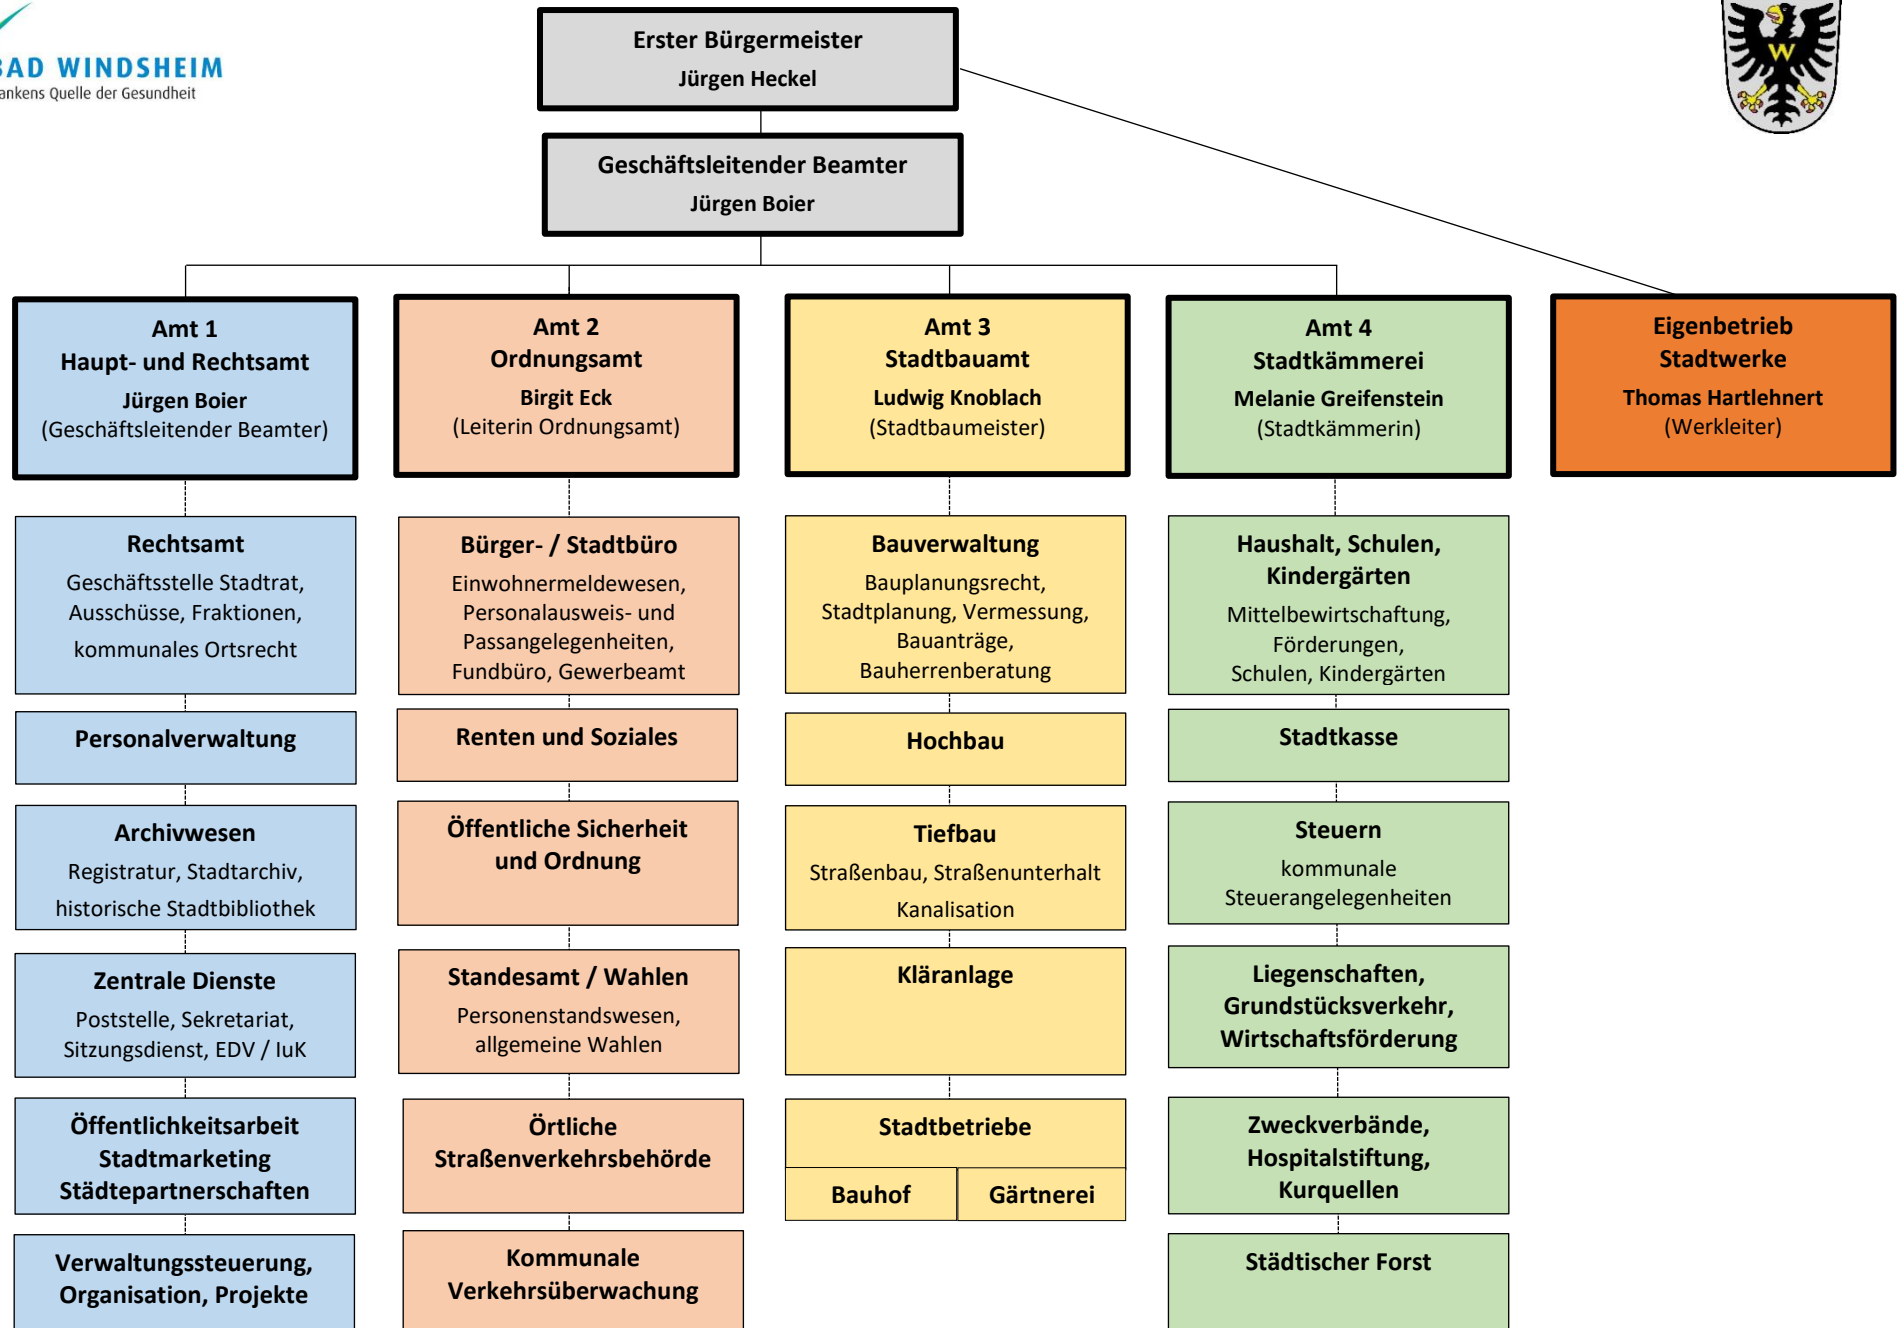 BAD WINDSHEIM
ankens Quelle der Gesundheit
Erster Bürgermeister
Jürgen Heckel
W
Geschäftsleitender Beamter
Jürgen Boier
Amt 1
Haupt- und Rechtsamt
Jürgen Boier
(Geschäftsleitender Beamter)
Amt 2
Ordnungsamt
Birgit Eck
(Leiterin Ordnungsamt)
Amt 3
Stadtbauamt
Ludwig Knoblach
(Stadtbaumeister)
Amt 4
Stadtkämmerei
Melanie Greifenstein
(Stadtkämmerin)
Eigenbetrieb
Stadtwerke
Thomas Hartlehnert
(Werkleiter)
Rechtsamt
Geschäftsstelle Stadtrat,
Ausschüsse, Fraktionen,
kommunales Ortsrecht
Personalverwaltung
Archivwesen
Registratur, Stadtarchiv,
historische Stadtbibliothek
Zentrale Dienste
Poststelle, Sekretariat,
Sitzungsdienst, EDV / IuK
Öffentlichkeitsarbeit
Stadtmarketing
Städtepartnerschaften
Verwaltungssteuerung,
Organisation, Projekte
Bürger- / Stadtbüro
Einwohnermeldewesen,
Personalausweis- und
Passangelegenheiten,
Fundbüro, Gewerbeamt
Renten und Soziales
Öffentliche Sicherheit
und Ordnung
Standesamt / Wahlen
Personenstandswesen,
allgemeine Wahlen
Örtliche
Straßenverkehrsbehörde
Kommunale
Verkehrsüberwachung
Bauverwaltung
Bauplanungsrecht,
Stadtplanung, Vermessung,
Bauanträge,
Bauherrenberatung
Hochbau
Tiefbau
Straßenbau, Straßenunterhalt
Kanalisation
Kläranlage
Stadtbetriebe
Bauhof
Gärtnerei
Haushalt, Schulen,
Kindergärten
Mittelbewirtschaftung,
Förderungen,
Schulen, Kindergärten
Stadtkasse
Steuern
kommunale
Steuerangelegenheiten
Liegenschaften,
Grundstücksverkehr,
Wirtschaftsförderung
Zweckverbände,
Hospitalstiftung,
Kurquellen
Städtischer Forst